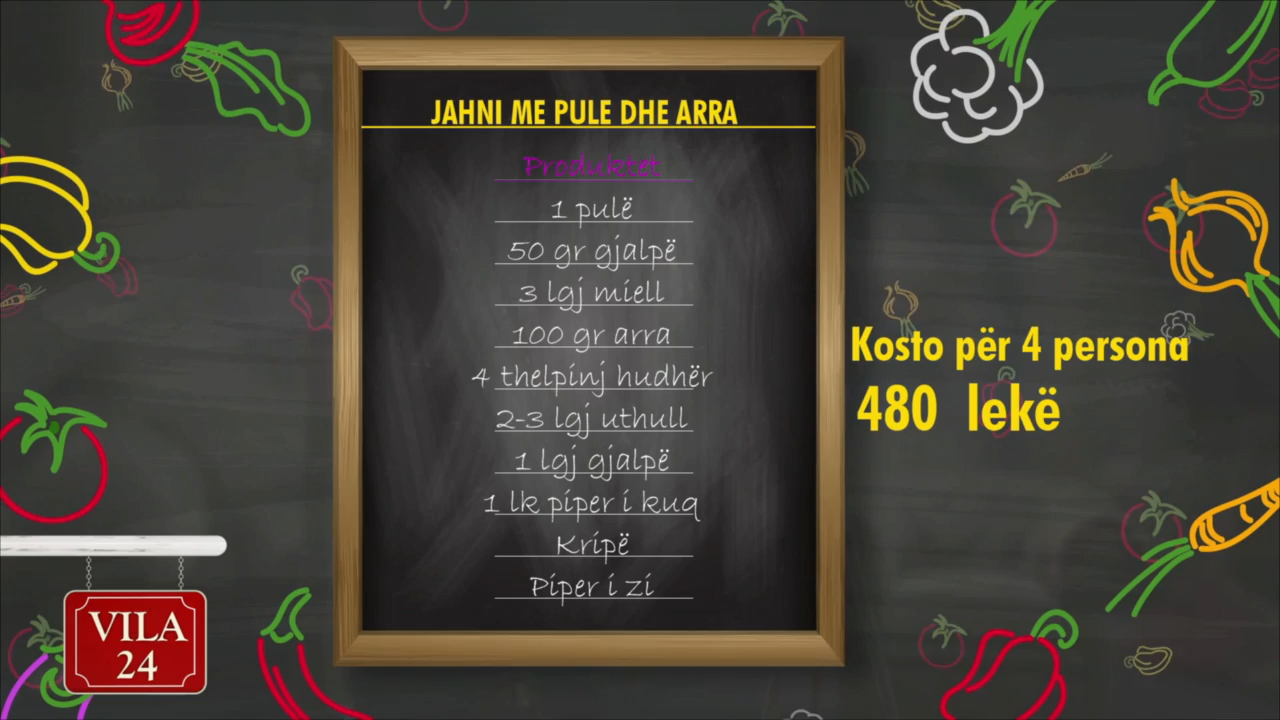 JAHNI ME PULE DHE ARRA
Produktet
1 pulë
50 gr gjalpë
3 lgj miell
100 gr arra
4 thelpinj hudhër
2-3 lgj uthull
1 lgj gjalpë
1 lk piper i kuq
Kripë
Piper i zi
Kosto për 4 persona
480 lekë
VILA
24